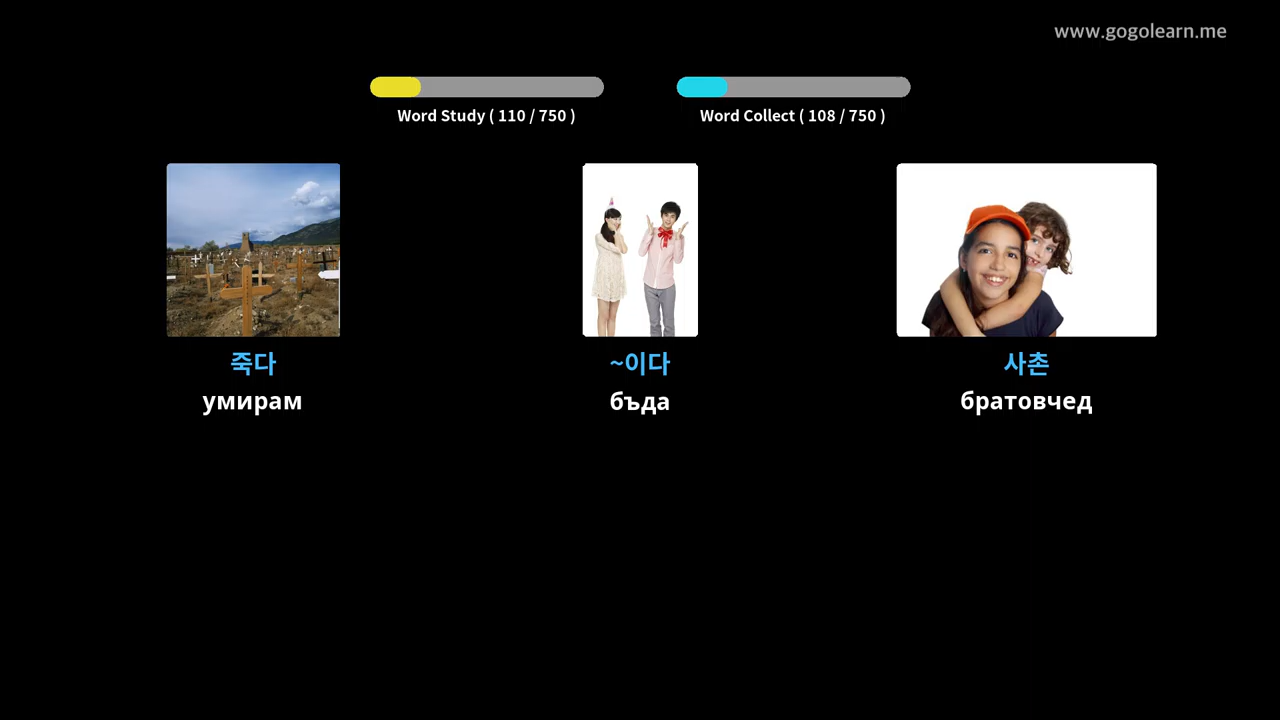 www.gogolearn.me
Word Study ( 110 / 750 )
Word Collect ( 108 / 750 )
죽다
умирам
~이다
бъда
사촌
братовчед